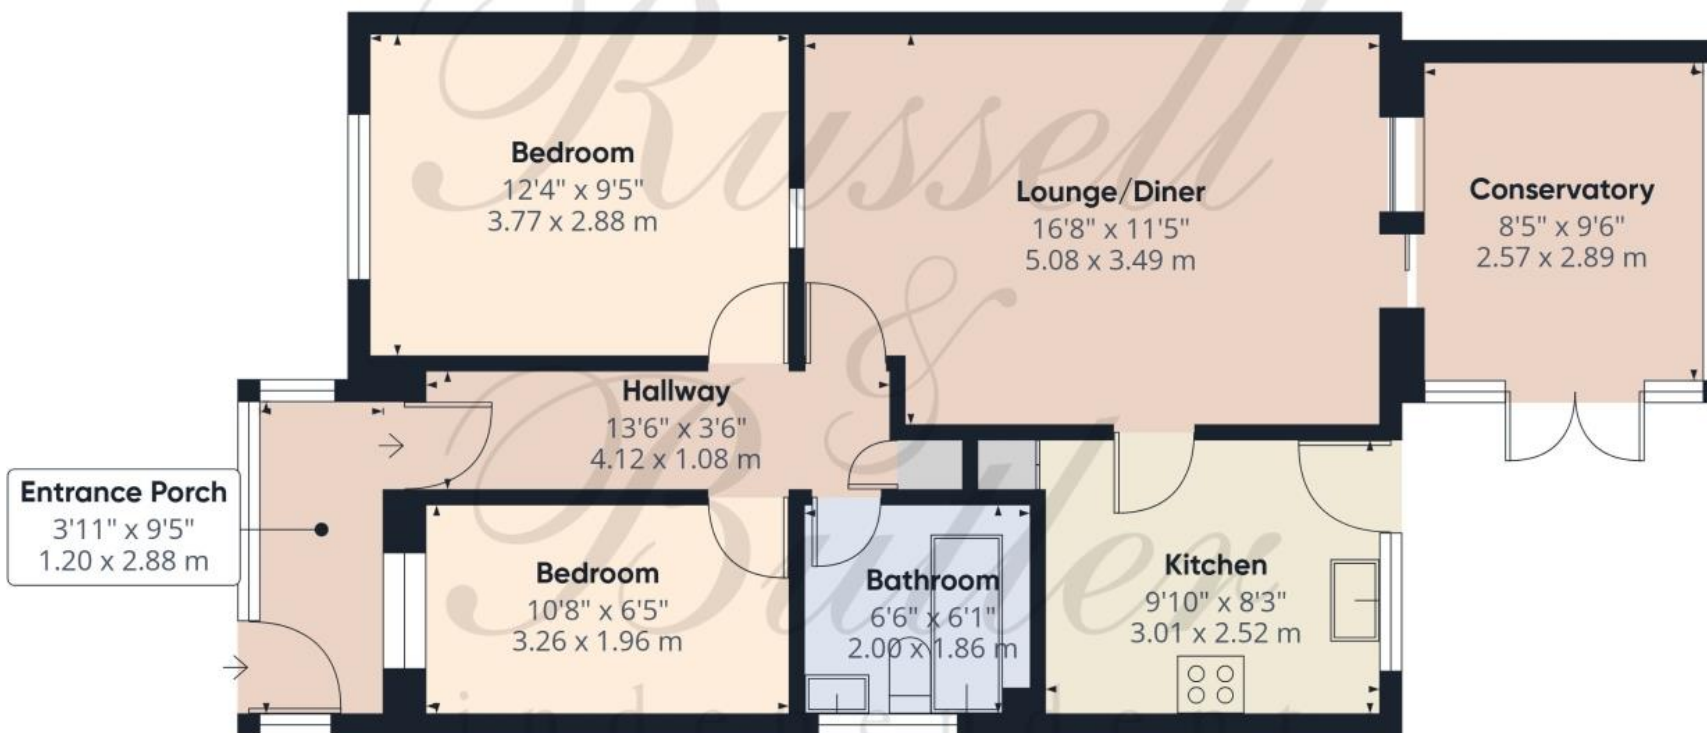 Russell
&
Butler
independent
Bedroom
12'4" x 9'5"
3.77 x 2.88 m
Lounge/Diner
16'8" x 11'5"
5.08 x 3.49 m
Conservatory
8'5" x 9'6"
2.57 x 2.89 m
Hallway
13'6" x 3'6"
4.12 x 1.08 m
Entrance Porch
3'11" x 9'5"
1.20 x 2.88 m
Bedroom
10'8" x 6'5"
3.26 x 1.96 m
Bathroom
6'6" x 6'1"
2.00 x 1.86 m
Kitchen
9'10" x 8'3"
3.01 x 2.52 m